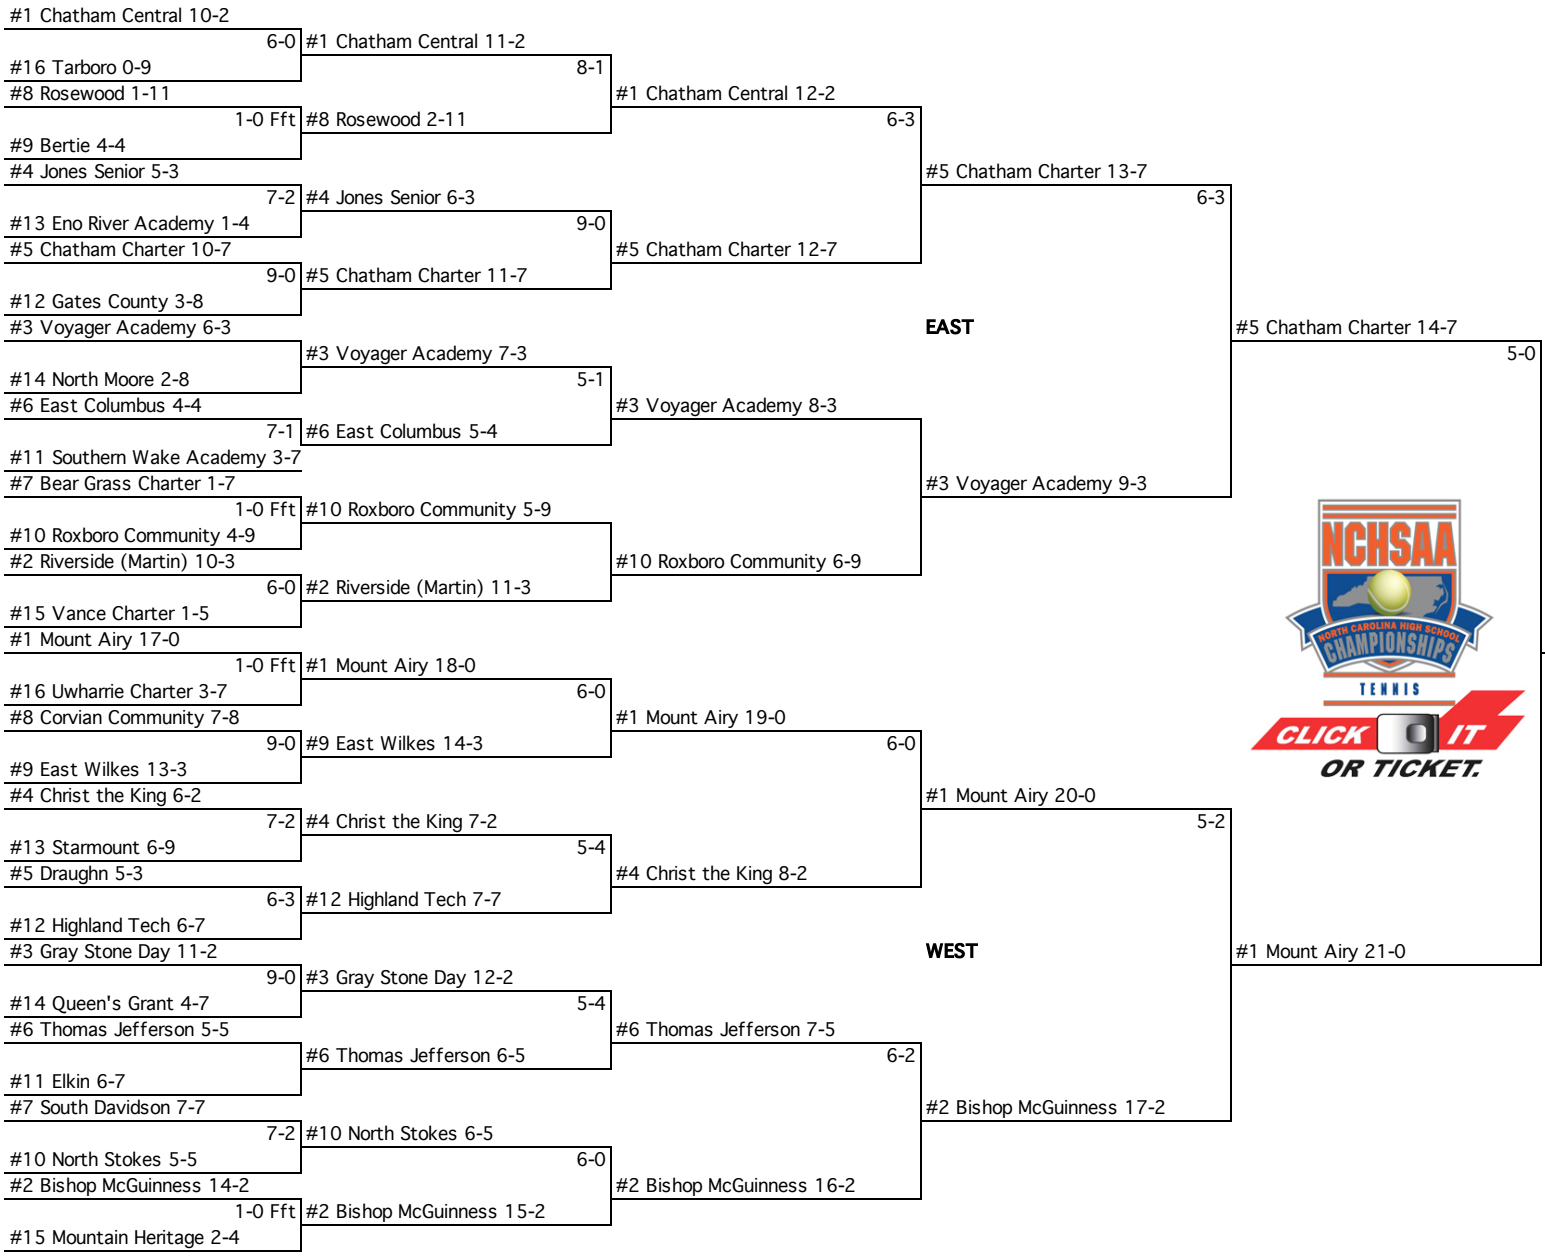 #1 Chatham Central 10-2
6-0
#1 Chatham Central 11-2
#16 Tarboro 0-9
8-1
#8 Rosewood 1-11
#1 Chatham Central 12-2
1-0 Fft
#8 Rosewood 2-11
6-3
#9 Bertie 4-4
#4 Jones Senior 5-3
#5 Chatham Charter 13-7
7-2
#4 Jones Senior 6-3
6-3
#13 Eno River Academy 1-4
9-0
#5 Chatham Charter 10-7
#5 Chatham Charter 12-7
9-0
#5 Chatham Charter 11-7
#12 Gates County 3-8
#3 Voyager Academy 6-3
EAST
#5 Chatham Charter 14-7
#3 Voyager Academy 7-3
5-0
#14 North Moore 2-8
5-1
#6 East Columbus 4-4
#3 Voyager Academy 8-3
7-1
#6 East Columbus 5-4
#11 Southern Wake Academy 3-7
#7 Bear Grass Charter 1-7
#3 Voyager Academy 9-3
1-0 Fft
#10 Roxboro Community 5-9
#10 Roxboro Community 4-9
#2 Riverside (Martin) 10-3
#10 Roxboro Community 6-9
6-0
#2 Riverside (Martin) 11-3
#15 Vance Charter 1-5
NCHSAA
NORTH CAROLINA HIGH SCHOOL
CHAMPIONSHIPS
TENNIS
CLICK IT
OR TICKET.
#1 Mount Airy 17-0
1-0 Fft
#1 Mount Airy 18-0
#16 Uwharrie Charter 3-7
6-0
#8 Corvian Community 7-8
#1 Mount Airy 19-0
9-0
#9 East Wilkes 14-3
6-0
#9 East Wilkes 13-3
#4 Christ the King 6-2
#1 Mount Airy 20-0
7-2
#4 Christ the King 7-2
5-2
#13 Starmount 6-9
5-4
#5 Draughn 5-3
#4 Christ the King 8-2
6-3
#12 Highland Tech 7-7
#12 Highland Tech 6-7
#3 Gray Stone Day 11-2
WEST
#1 Mount Airy 21-0
9-0
#3 Gray Stone Day 12-2
#14 Queen's Grant 4-7
5-4
#6 Thomas Jefferson 5-5
#6 Thomas Jefferson 7-5
#6 Thomas Jefferson 6-5
6-2
#11 Elkin 6-7
#7 South Davidson 7-7
#2 Bishop McGuinness 17-2
7-2
#10 North Stokes 6-5
#10 North Stokes 5-5
6-0
#2 Bishop McGuinness 14-2
#2 Bishop McGuinness 16-2
1-0 Fft
#2 Bishop McGuinness 15-2
#15 Mountain Heritage 2-4